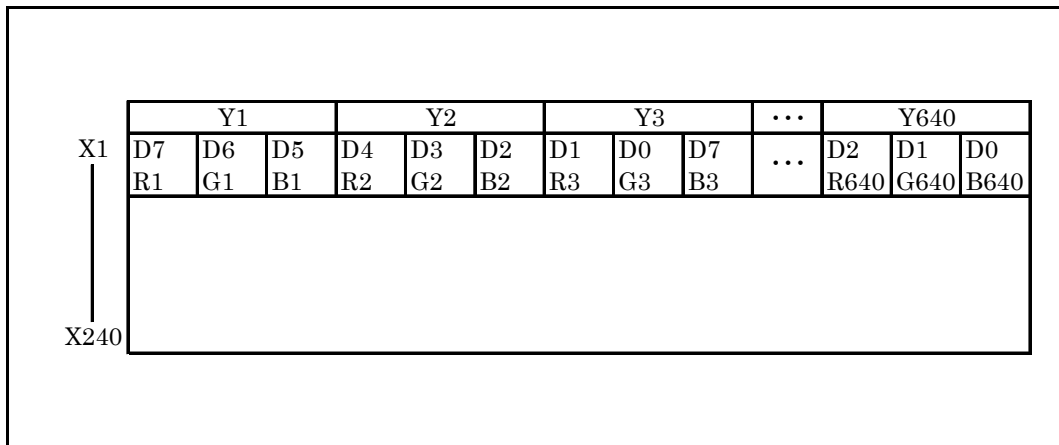 Y1 Y2 Y3 ··· Y640
X1 D7 D6 D5 D4 D3 D2 D1 D0 D7 ··· D2 D1 D0
R1 G1 B1 R2 G2 B2 R3 G3 B3 R640 G640 B640
X240